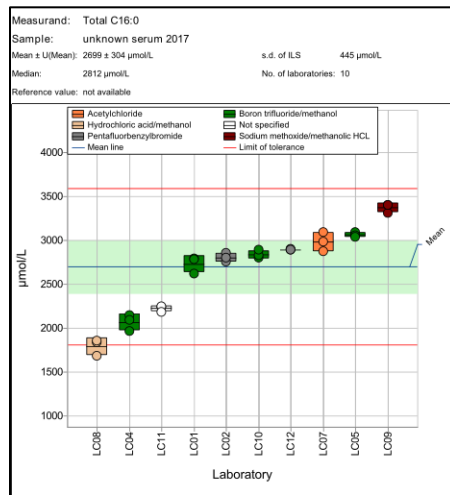 Measurand: Total C16:0
Sample: unknown serum 2017
Mean ± U(Mean): 2699 ± 304 µmol/L s.d. of ILS 445 µmol/L
Median: 2812 µmol/L No. of laboratories: 10
Reference value: not available
Acetylchloride Boron trifluoride/methanol
Hydrochloric acid/methanol Not specified
Pentafluorbenzylbromide Sodium methoxide/methanolic HCL
Mean line Limit of tolerance
4000
3500
3000
2500
2000
1500
1000
µmol/L
Mean
LC08 LC04 LC11 LC01 LC02 LC10 LC12 LC07 LC05 LC09
Laboratory